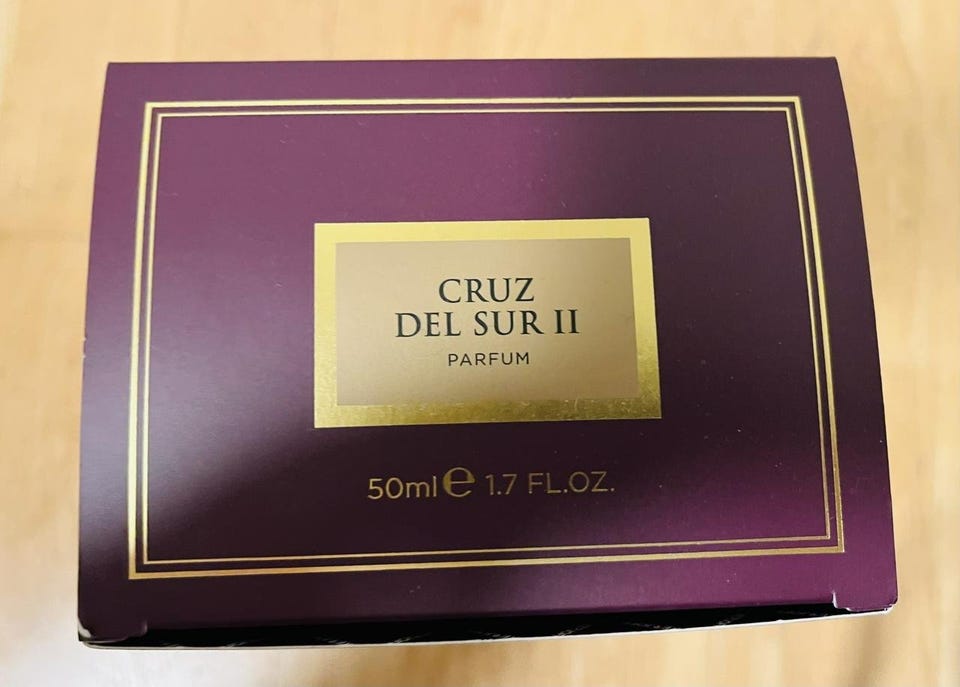 CRUZ
DEL SUR II
PARFUM
50ml ℮ 1.7 FL.OZ.